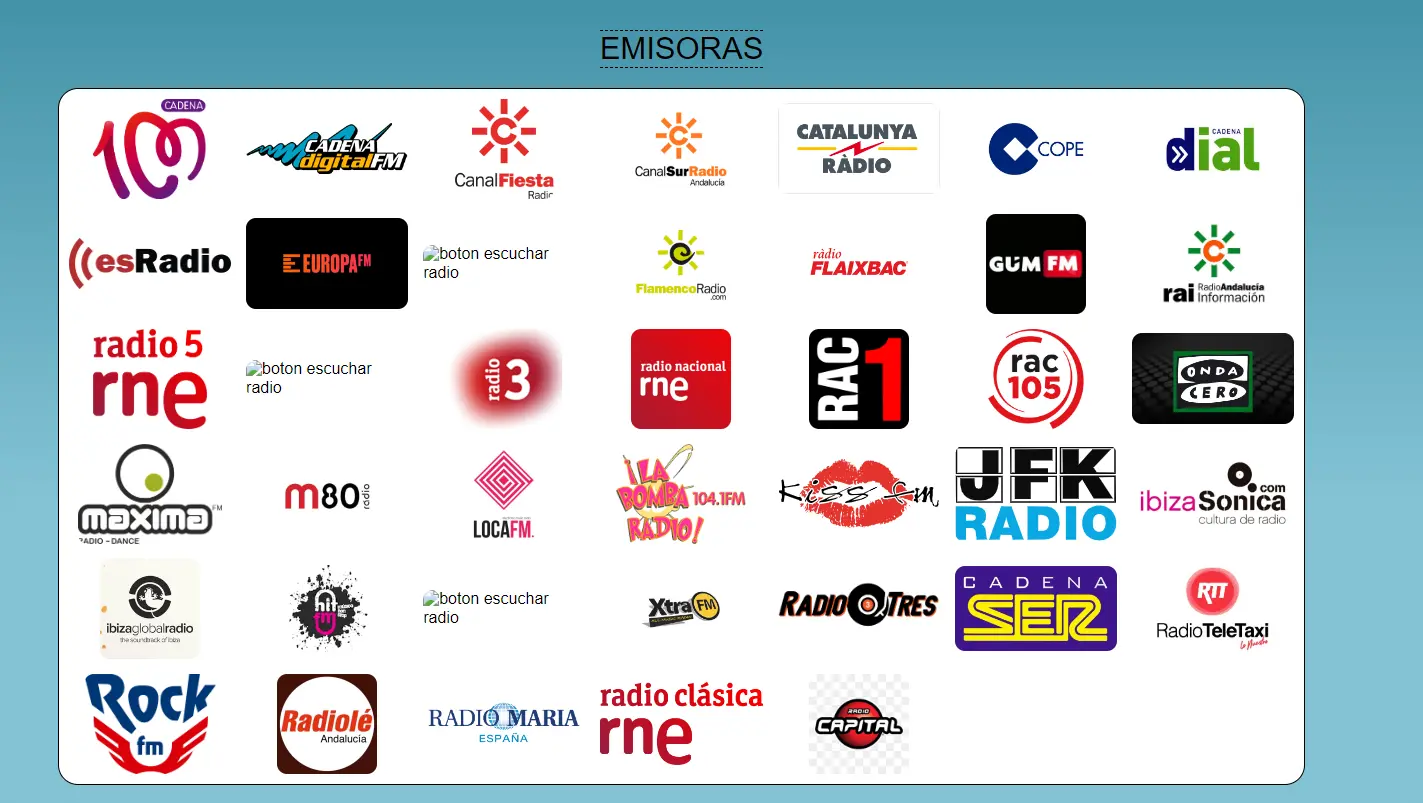 EMISORAS
CADENA
100
CADENA
digitalFM
CanalFiesta
Radio
CanalSurRadio
Andalucía
CATALUNYA
RÀDIO
COPE
CADENA
dial
esRadio
EUROPA FM
boton escuchar
radio
FlamencoRadio
.com
ràdio
FLAIXBAC
GUM FM
rai RadioAndalucía
Información
radio 5
rne
boton escuchar
radio
radio
3
radio nacional
rne
RAC
1
rac
105
ONDA
CERO
maxima FM
RADIO - DANCE
m80 radio
LOCAFM.
¡LA
BOMBA 104.1FM
RADIO!
Kiss fm
JFK
RADIO
.com
ibizaSonica
cultura de radio
ibizaglobalradio
the soundtrack of ibiza
hit
fm
boton escuchar
radio
Xtra FM
RADIO TRES
CADENA
SER
RTT
RadioTeleTaxi
ROCK
fm
Radiolé
Andalucía
RADIO MARIA
ESPAÑA
radio clásica
rne
RADIO
CAPITAL